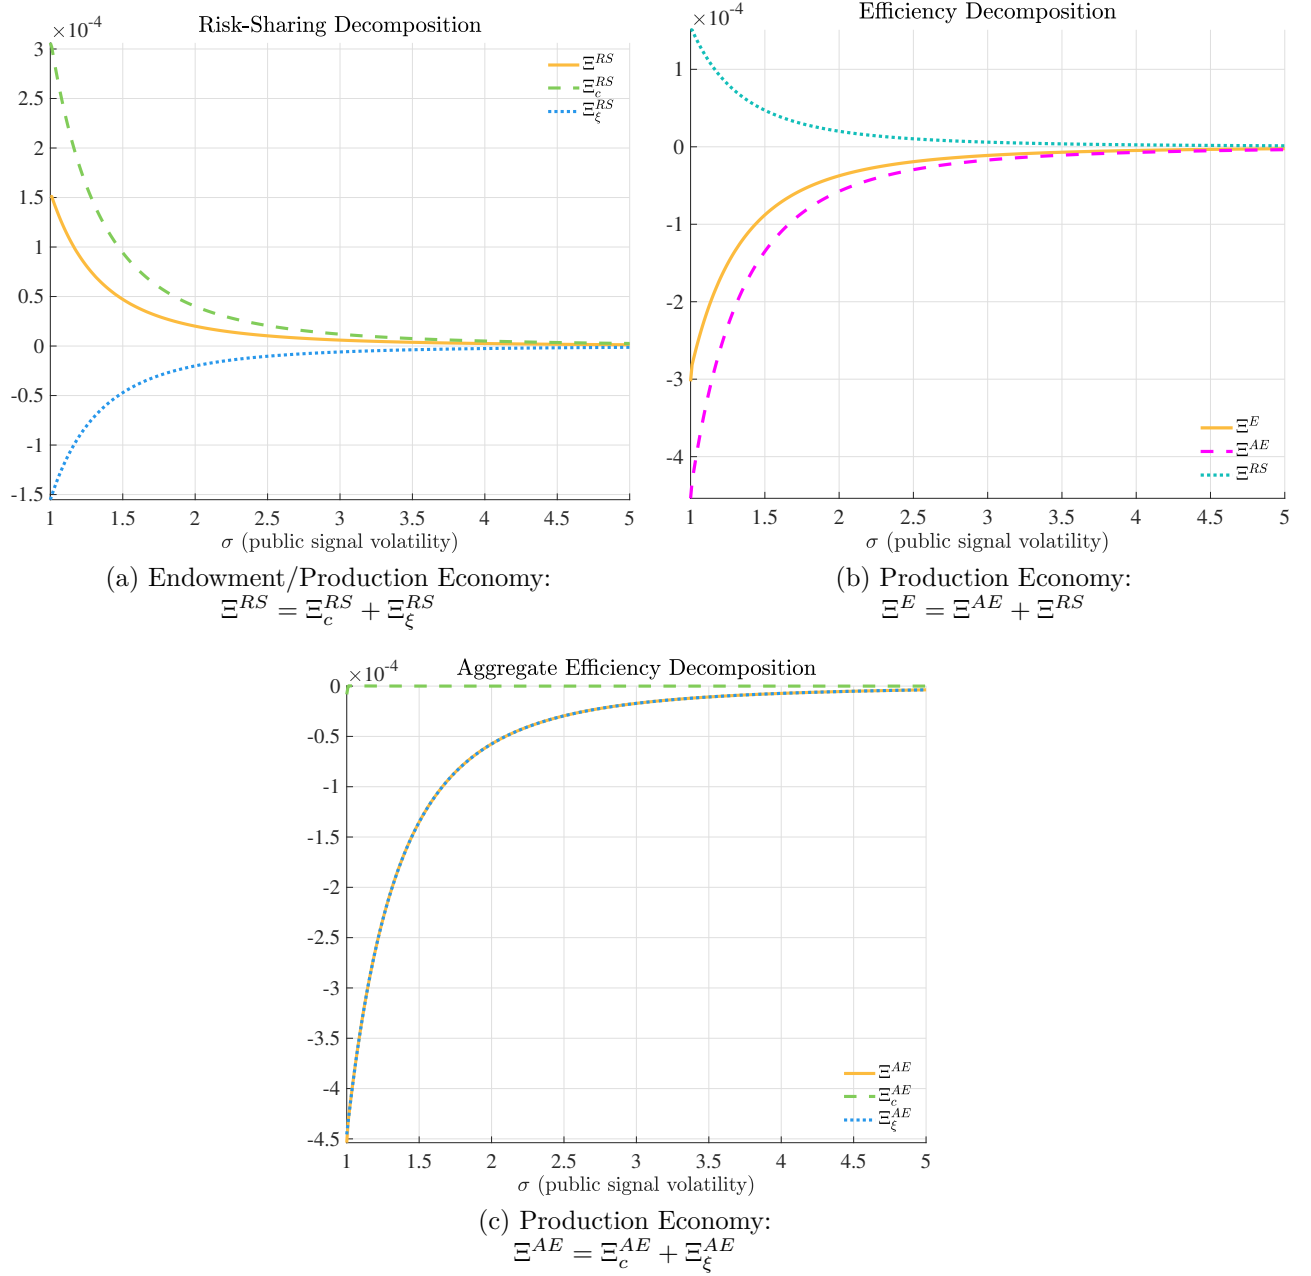 ×10⁻⁴
Risk-Sharing Decomposition
3
2.5
2
1.5
1
0.5
0
-0.5
-1
-1.5
Ξ^{RS}
Ξ_c^{RS}
Ξ_ξ^{RS}
1 1.5 2 2.5 3 3.5 4 4.5 5
σ (public signal volatility)
(a) Endowment/Production Economy:
Ξ^{RS} = Ξ_c^{RS} + Ξ_ξ^{RS}
×10⁻⁴
Efficiency Decomposition
1
0
-1
-2
-3
-4
Ξ^E
Ξ^{AE}
Ξ^{RS}
1 1.5 2 2.5 3 3.5 4 4.5 5
σ (public signal volatility)
(b) Production Economy:
Ξ^E = Ξ^{AE} + Ξ^{RS}
×10⁻⁴
Aggregate Efficiency Decomposition
0
-0.5
-1
-1.5
-2
-2.5
-3
-3.5
-4
-4.5
Ξ^{AE}
Ξ_c^{AE}
Ξ_ξ^{AE}
1 1.5 2 2.5 3 3.5 4 4.5 5
σ (public signal volatility)
(c) Production Economy:
Ξ^{AE} = Ξ_c^{AE} + Ξ_ξ^{AE}